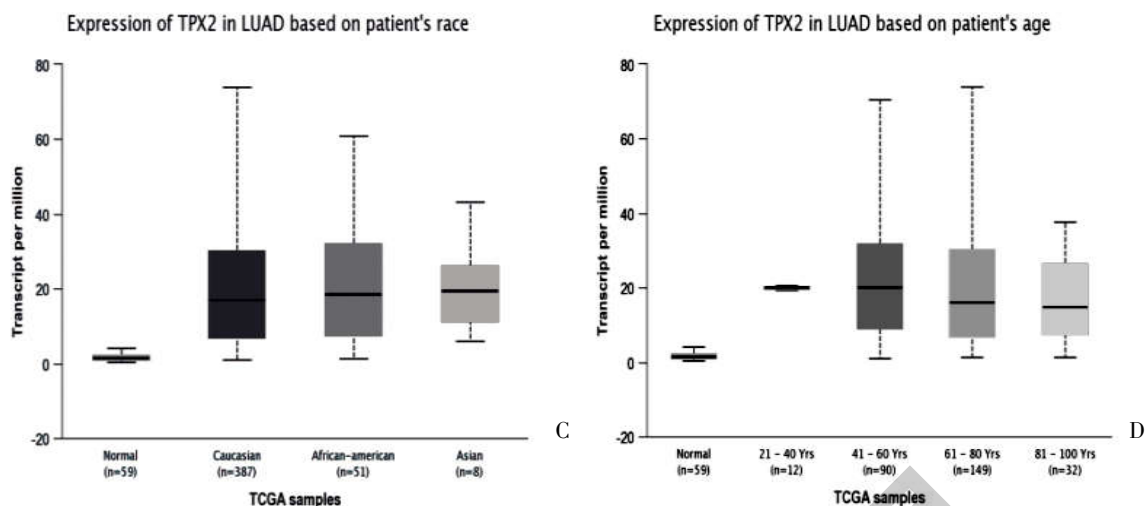 Expression of TPX2 in LUAD based on patient's race
Transcript per million
80
60
40
20
0
-20
Normal
(n=59)
Caucasian
(n=387)
African-american
(n=51)
Asian
(n=8)
TCGA samples
C
Expression of TPX2 in LUAD based on patient's age
Transcript per million
80
60
40
20
0
-20
Normal
(n=59)
21 - 40 Yrs
(n=12)
41 - 60 Yrs
(n=90)
61 - 80 Yrs
(n=149)
81 - 100 Yrs
(n=32)
TCGA samples
D